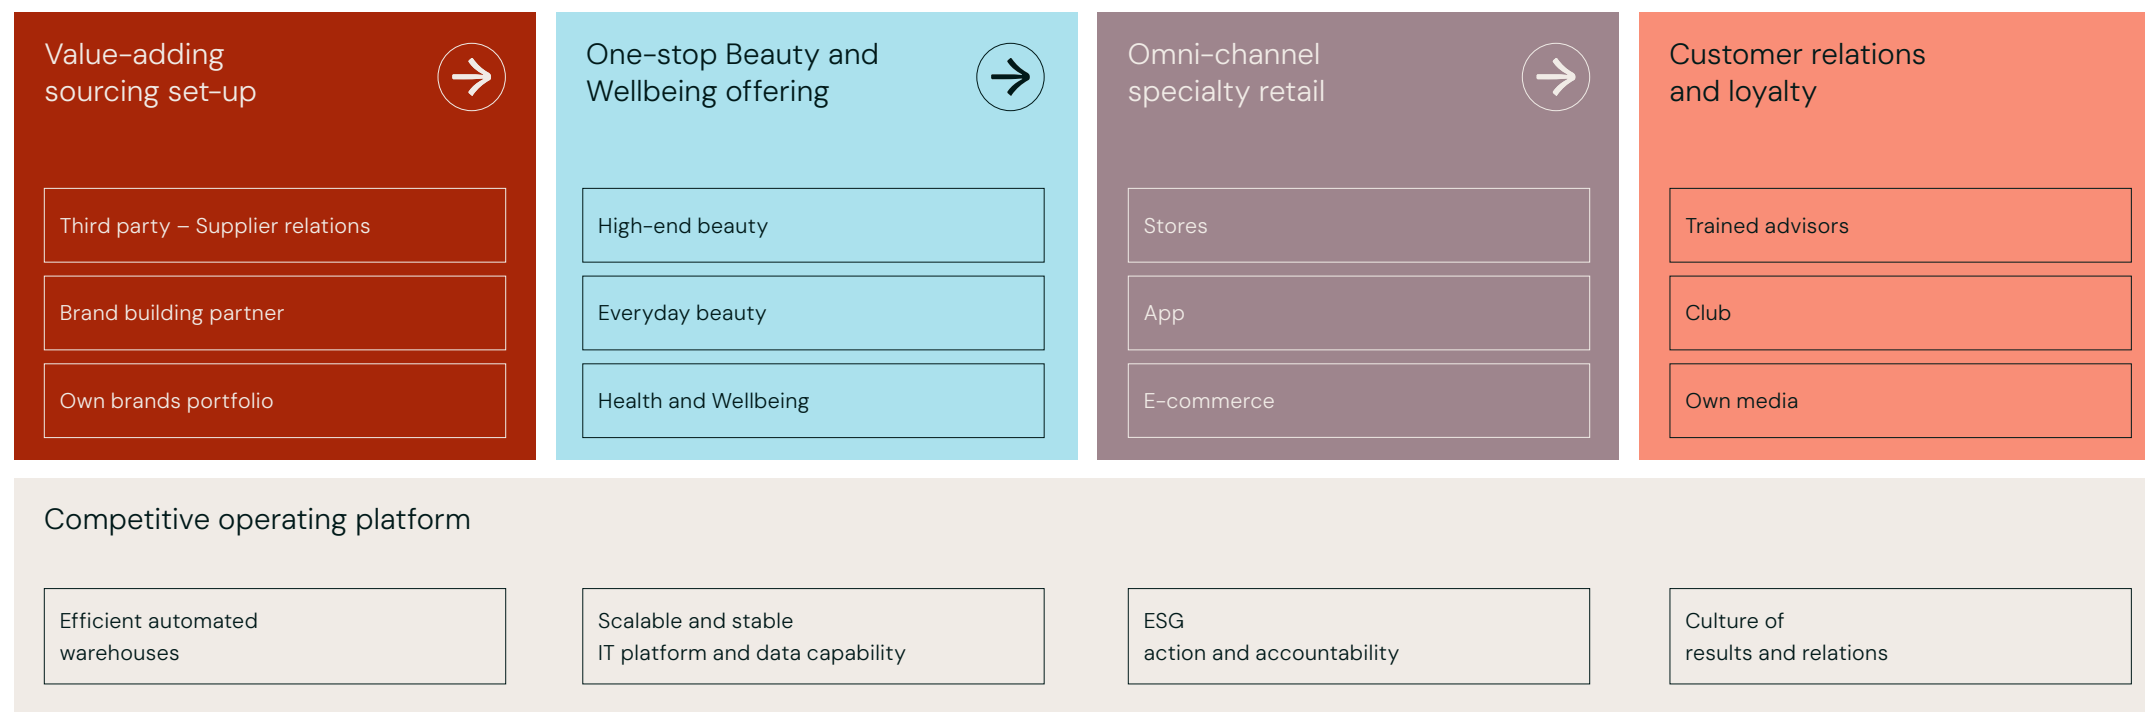 Value-adding
sourcing set-up
Third party – Supplier relations
Brand building partner
Own brands portfolio
One-stop Beauty and
Wellbeing offering
High-end beauty
Everyday beauty
Health and Wellbeing
Omni-channel
specialty retail
Stores
App
E-commerce
Customer relations
and loyalty
Trained advisors
Club
Own media
Competitive operating platform
Efficient automated
warehouses
Scalable and stable
IT platform and data capability
ESG
action and accountability
Culture of
results and relations